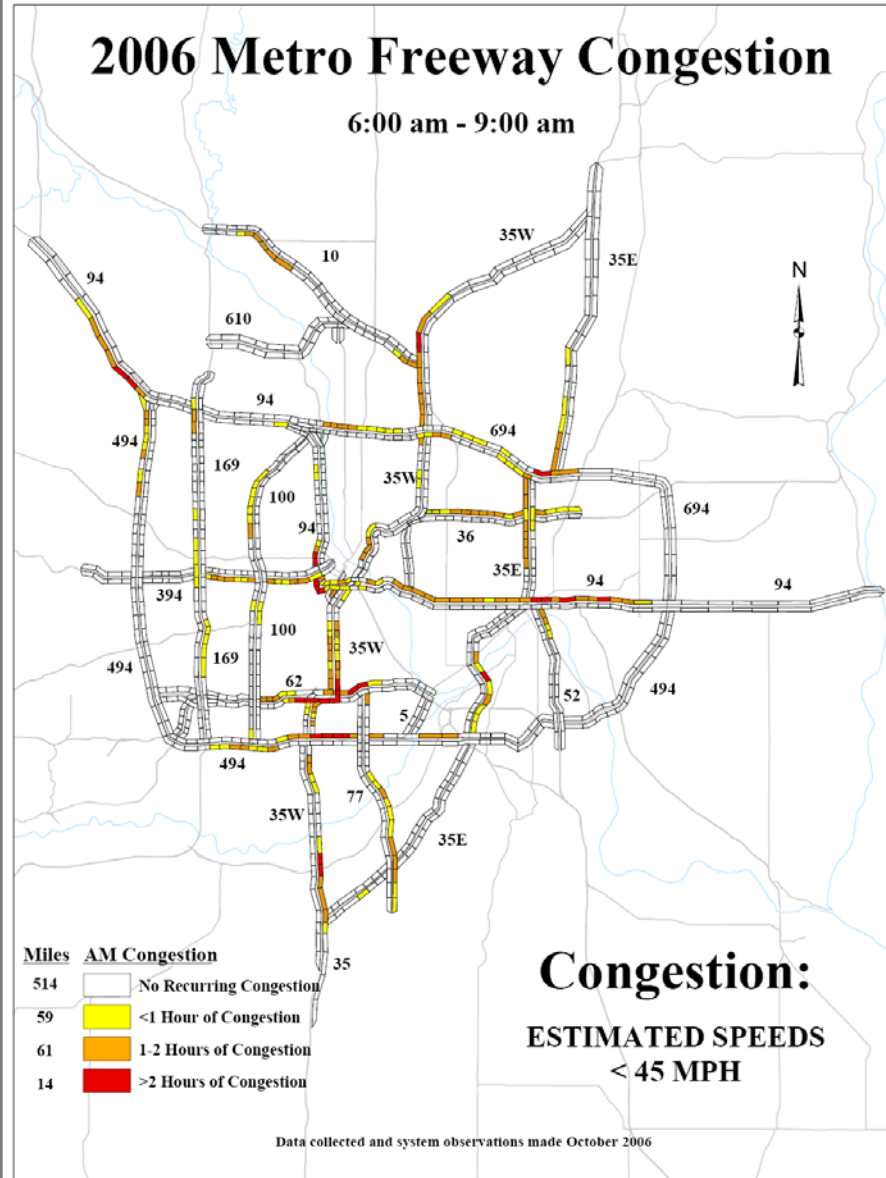 2006 Metro Freeway Congestion
6:00 am - 9:00 am
35W
10
35E
N
94
610
94
694
494
169
35W
100
694
36
94
35E
94
94
394
100
35W
169
494
62
52
494
5
494
77
35W
35E
35
Miles AM Congestion
514 No Recurring Congestion
59 <1 Hour of Congestion
61 1-2 Hours of Congestion
14 >2 Hours of Congestion
Congestion:
ESTIMATED SPEEDS
< 45 MPH
Data collected and system observations made October 2006